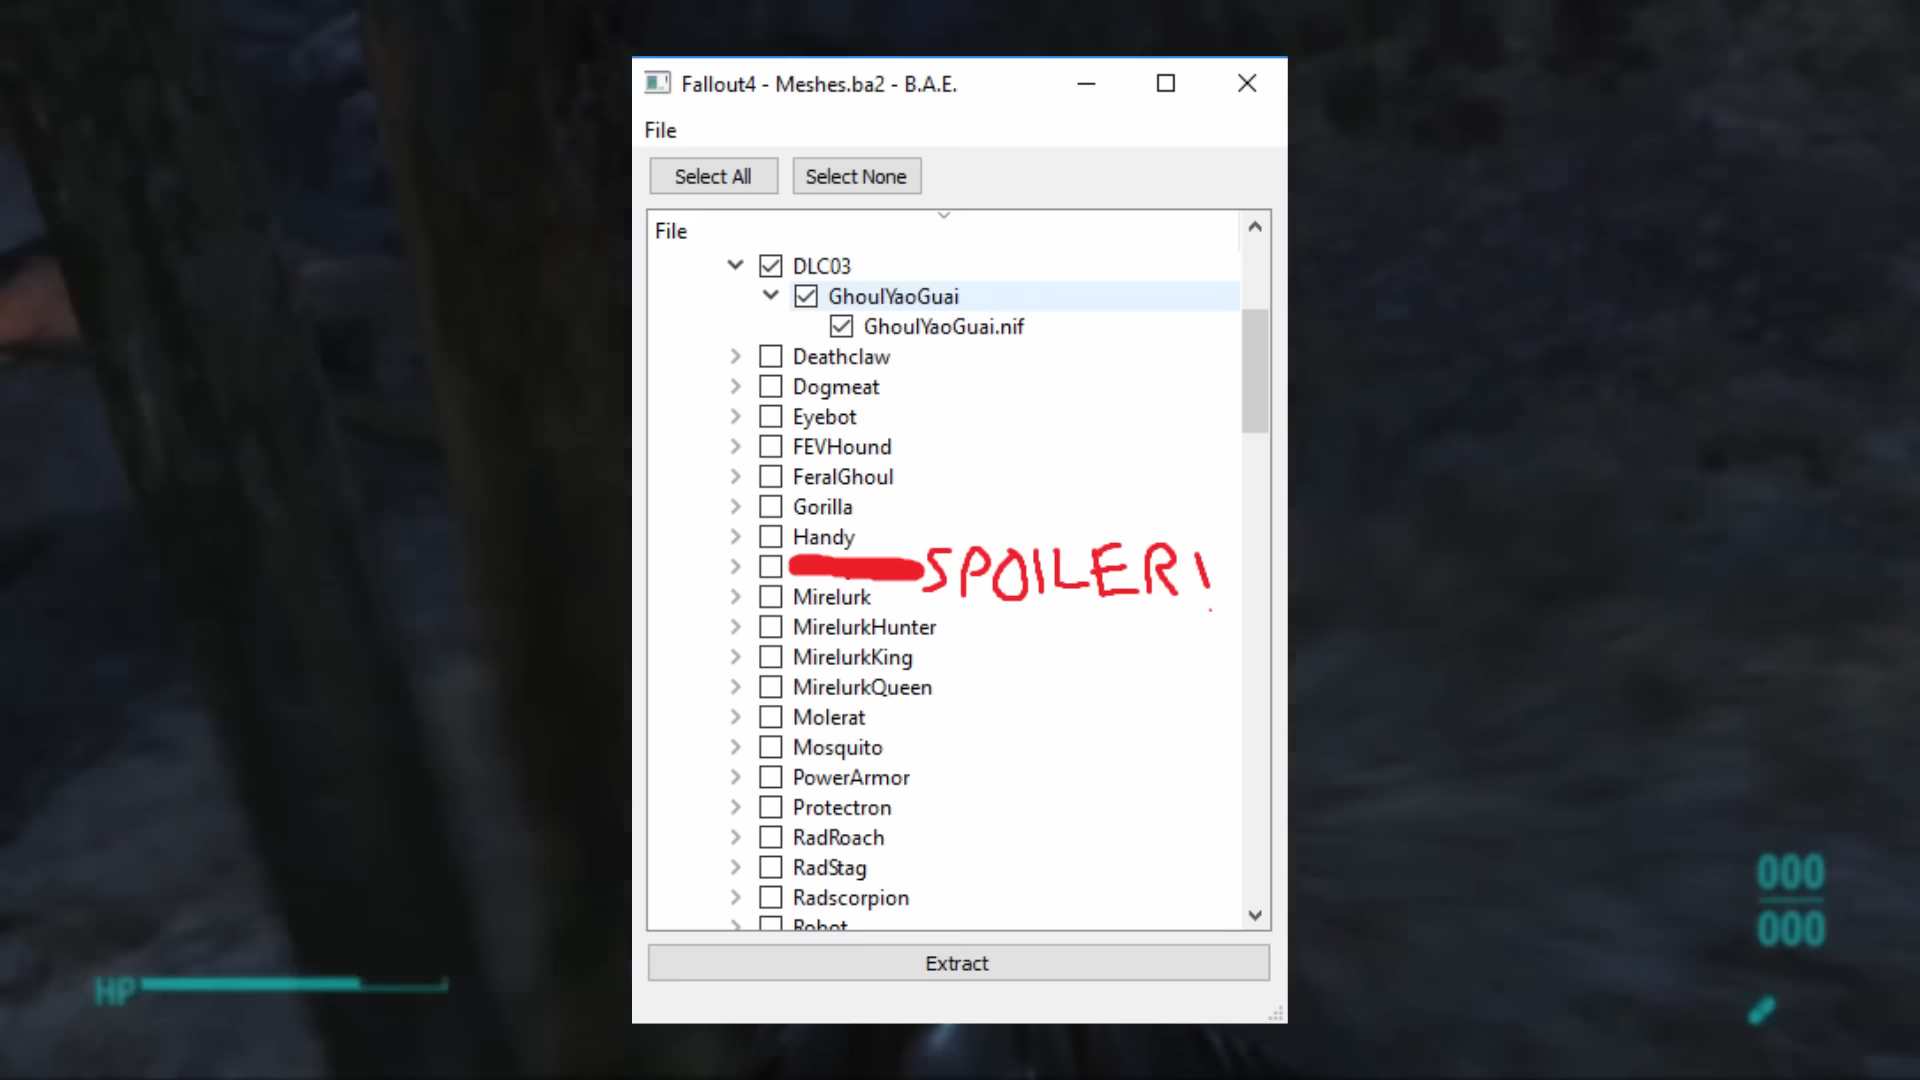 Fallout4 - Meshes.ba2 - B.A.E.
File
Select All Select None
File
DLC03
GhoulYaoGuai
GhoulYaoGuai.nif
Deathclaw
Dogmeat
Eyebot
FEVHound
FeralGhoul
Gorilla
Handy
SPOILER!
Mirelurk
MirelurkHunter
MirelurkKing
MirelurkQueen
Molerat
Mosquito
PowerArmor
Protectron
RadRoach
RadStag
Radscorpion
Robot
Extract
000
000
HP